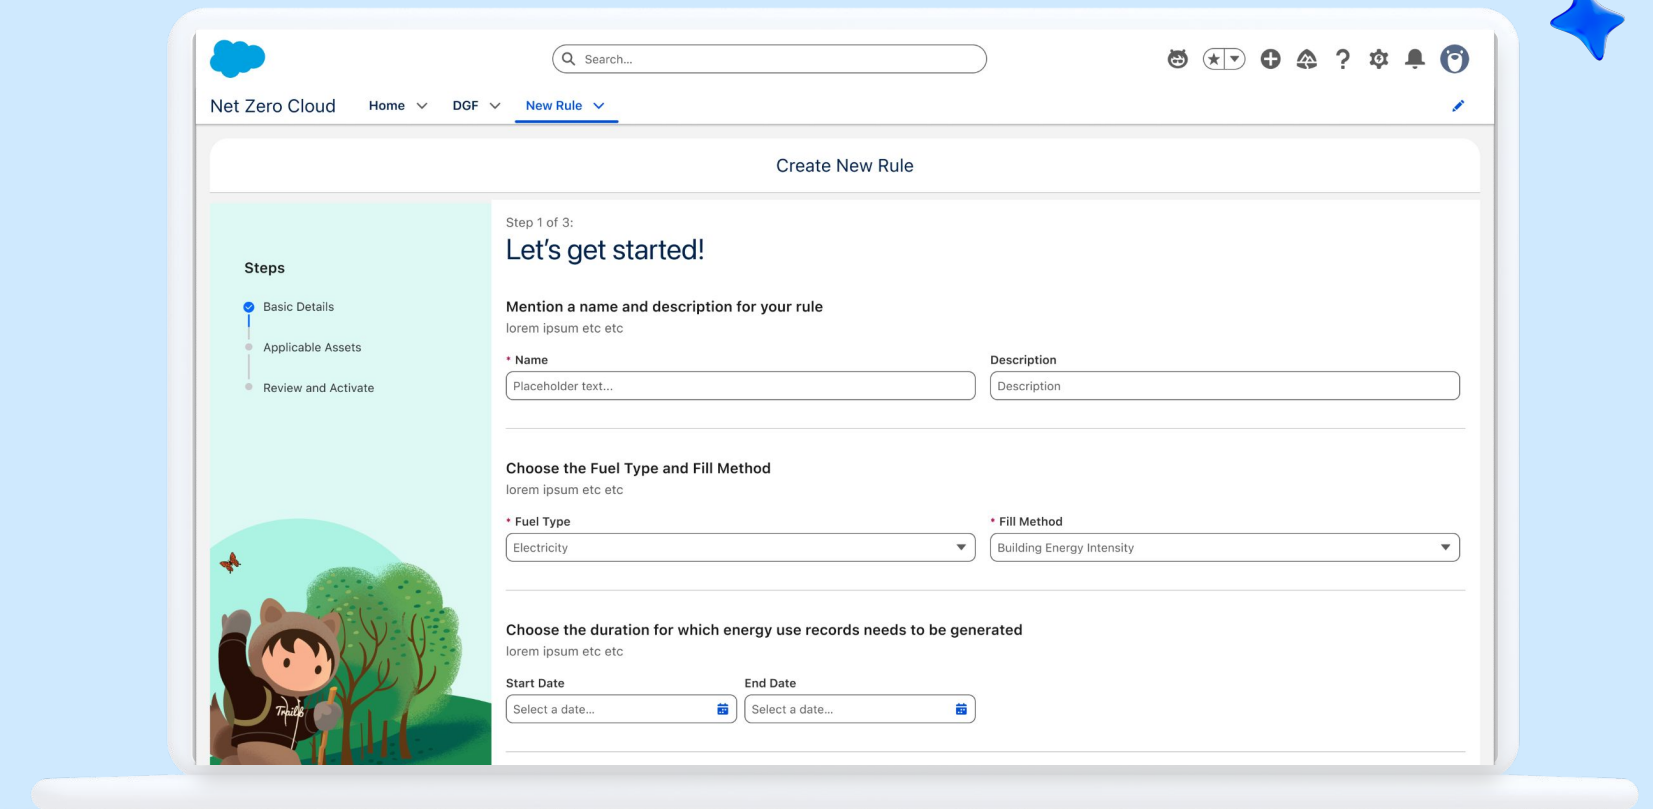 Search...
Net Zero Cloud Home DGF New Rule
Create New Rule
Steps
Basic Details
Applicable Assets
Review and Activate
Step 1 of 3:
Let's get started!
Mention a name and description for your rule
lorem ipsum etc etc
* Name Description
Placeholder text... Description
Choose the Fuel Type and Fill Method
lorem ipsum etc etc
* Fuel Type * Fill Method
Electricity Building Energy Intensity
Choose the duration for which energy use records needs to be generated
lorem ipsum etc etc
Start Date End Date
Select a date... Select a date...